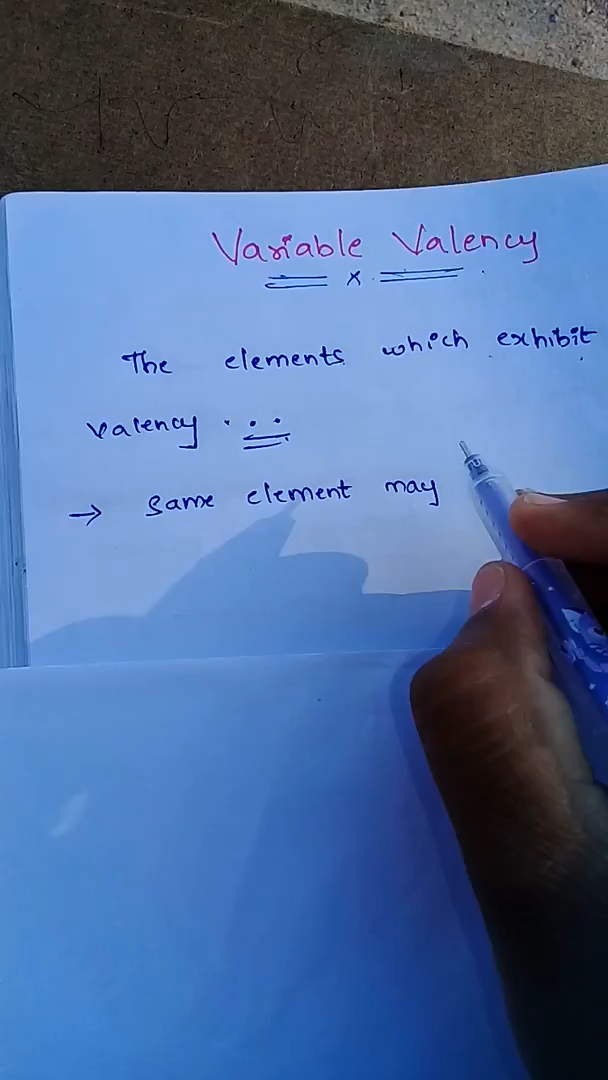 Variable Valency
x
The elements which exhibit
valency ...
→ same element may